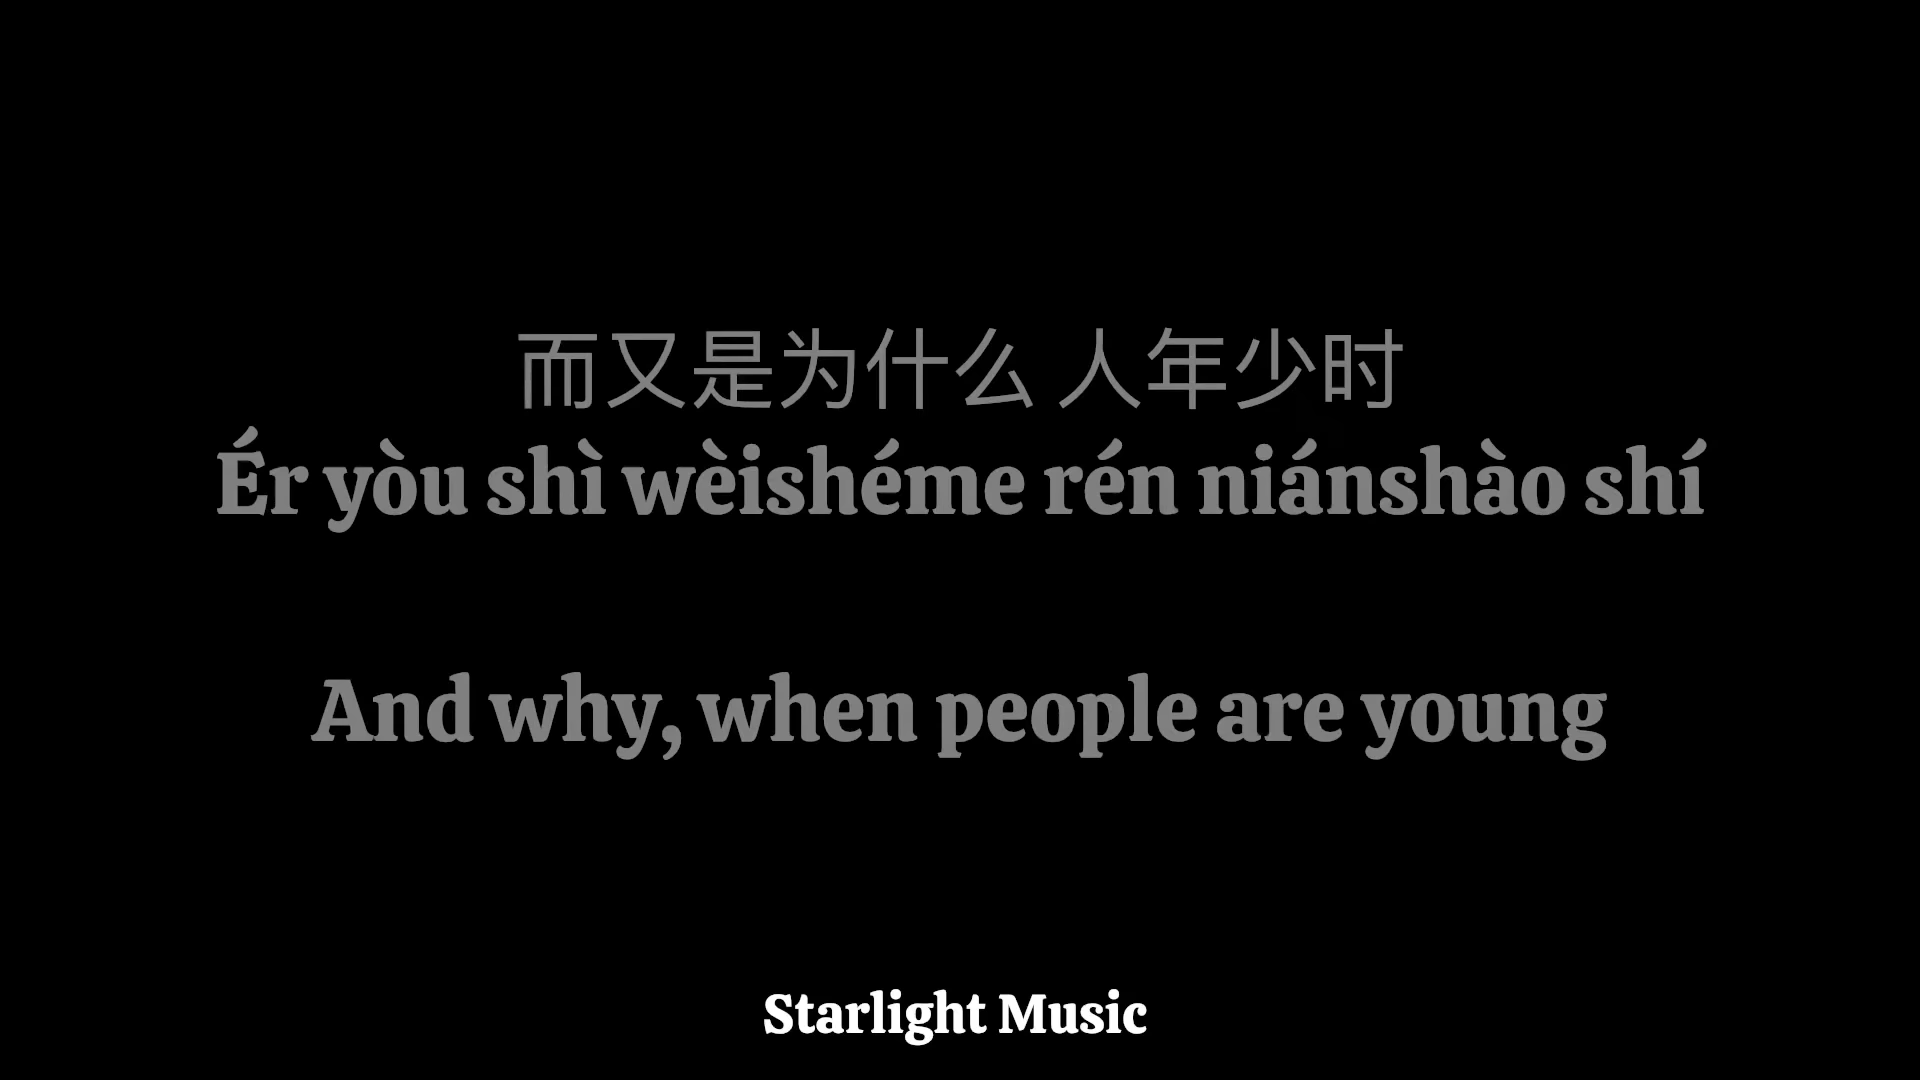 而又是为什么 人年少时
Ér yòu shì wèishéme rén niánshào shí
And why, when people are young
Starlight Music